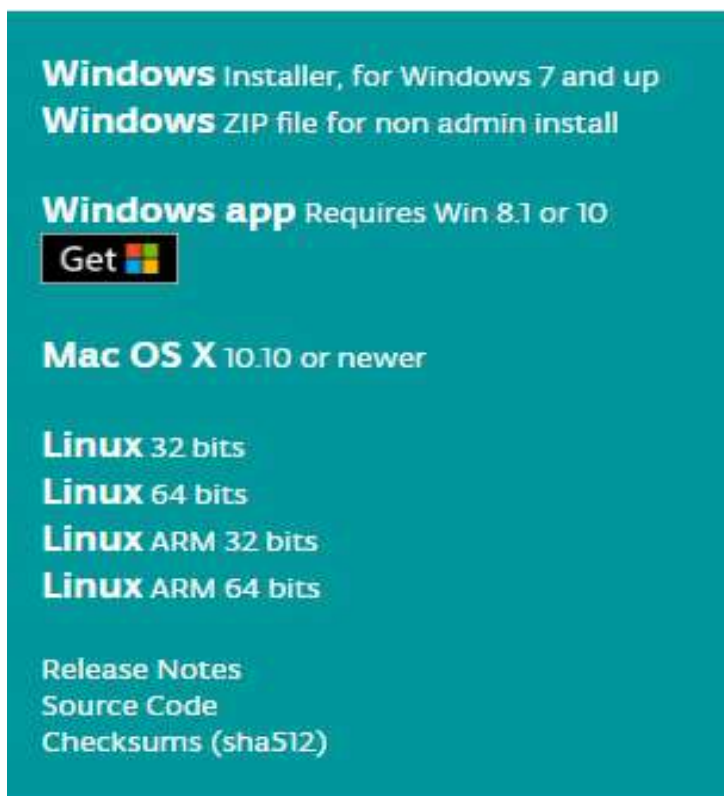 Windows Installer, for Windows 7 and up
Windows ZIP file for non admin install
Windows app Requires Win 8.1 or 10
Get
Mac OS X 10.10 or newer
Linux 32 bits
Linux 64 bits
Linux ARM 32 bits
Linux ARM 64 bits
Release Notes
Source Code
Checksums (sha512)